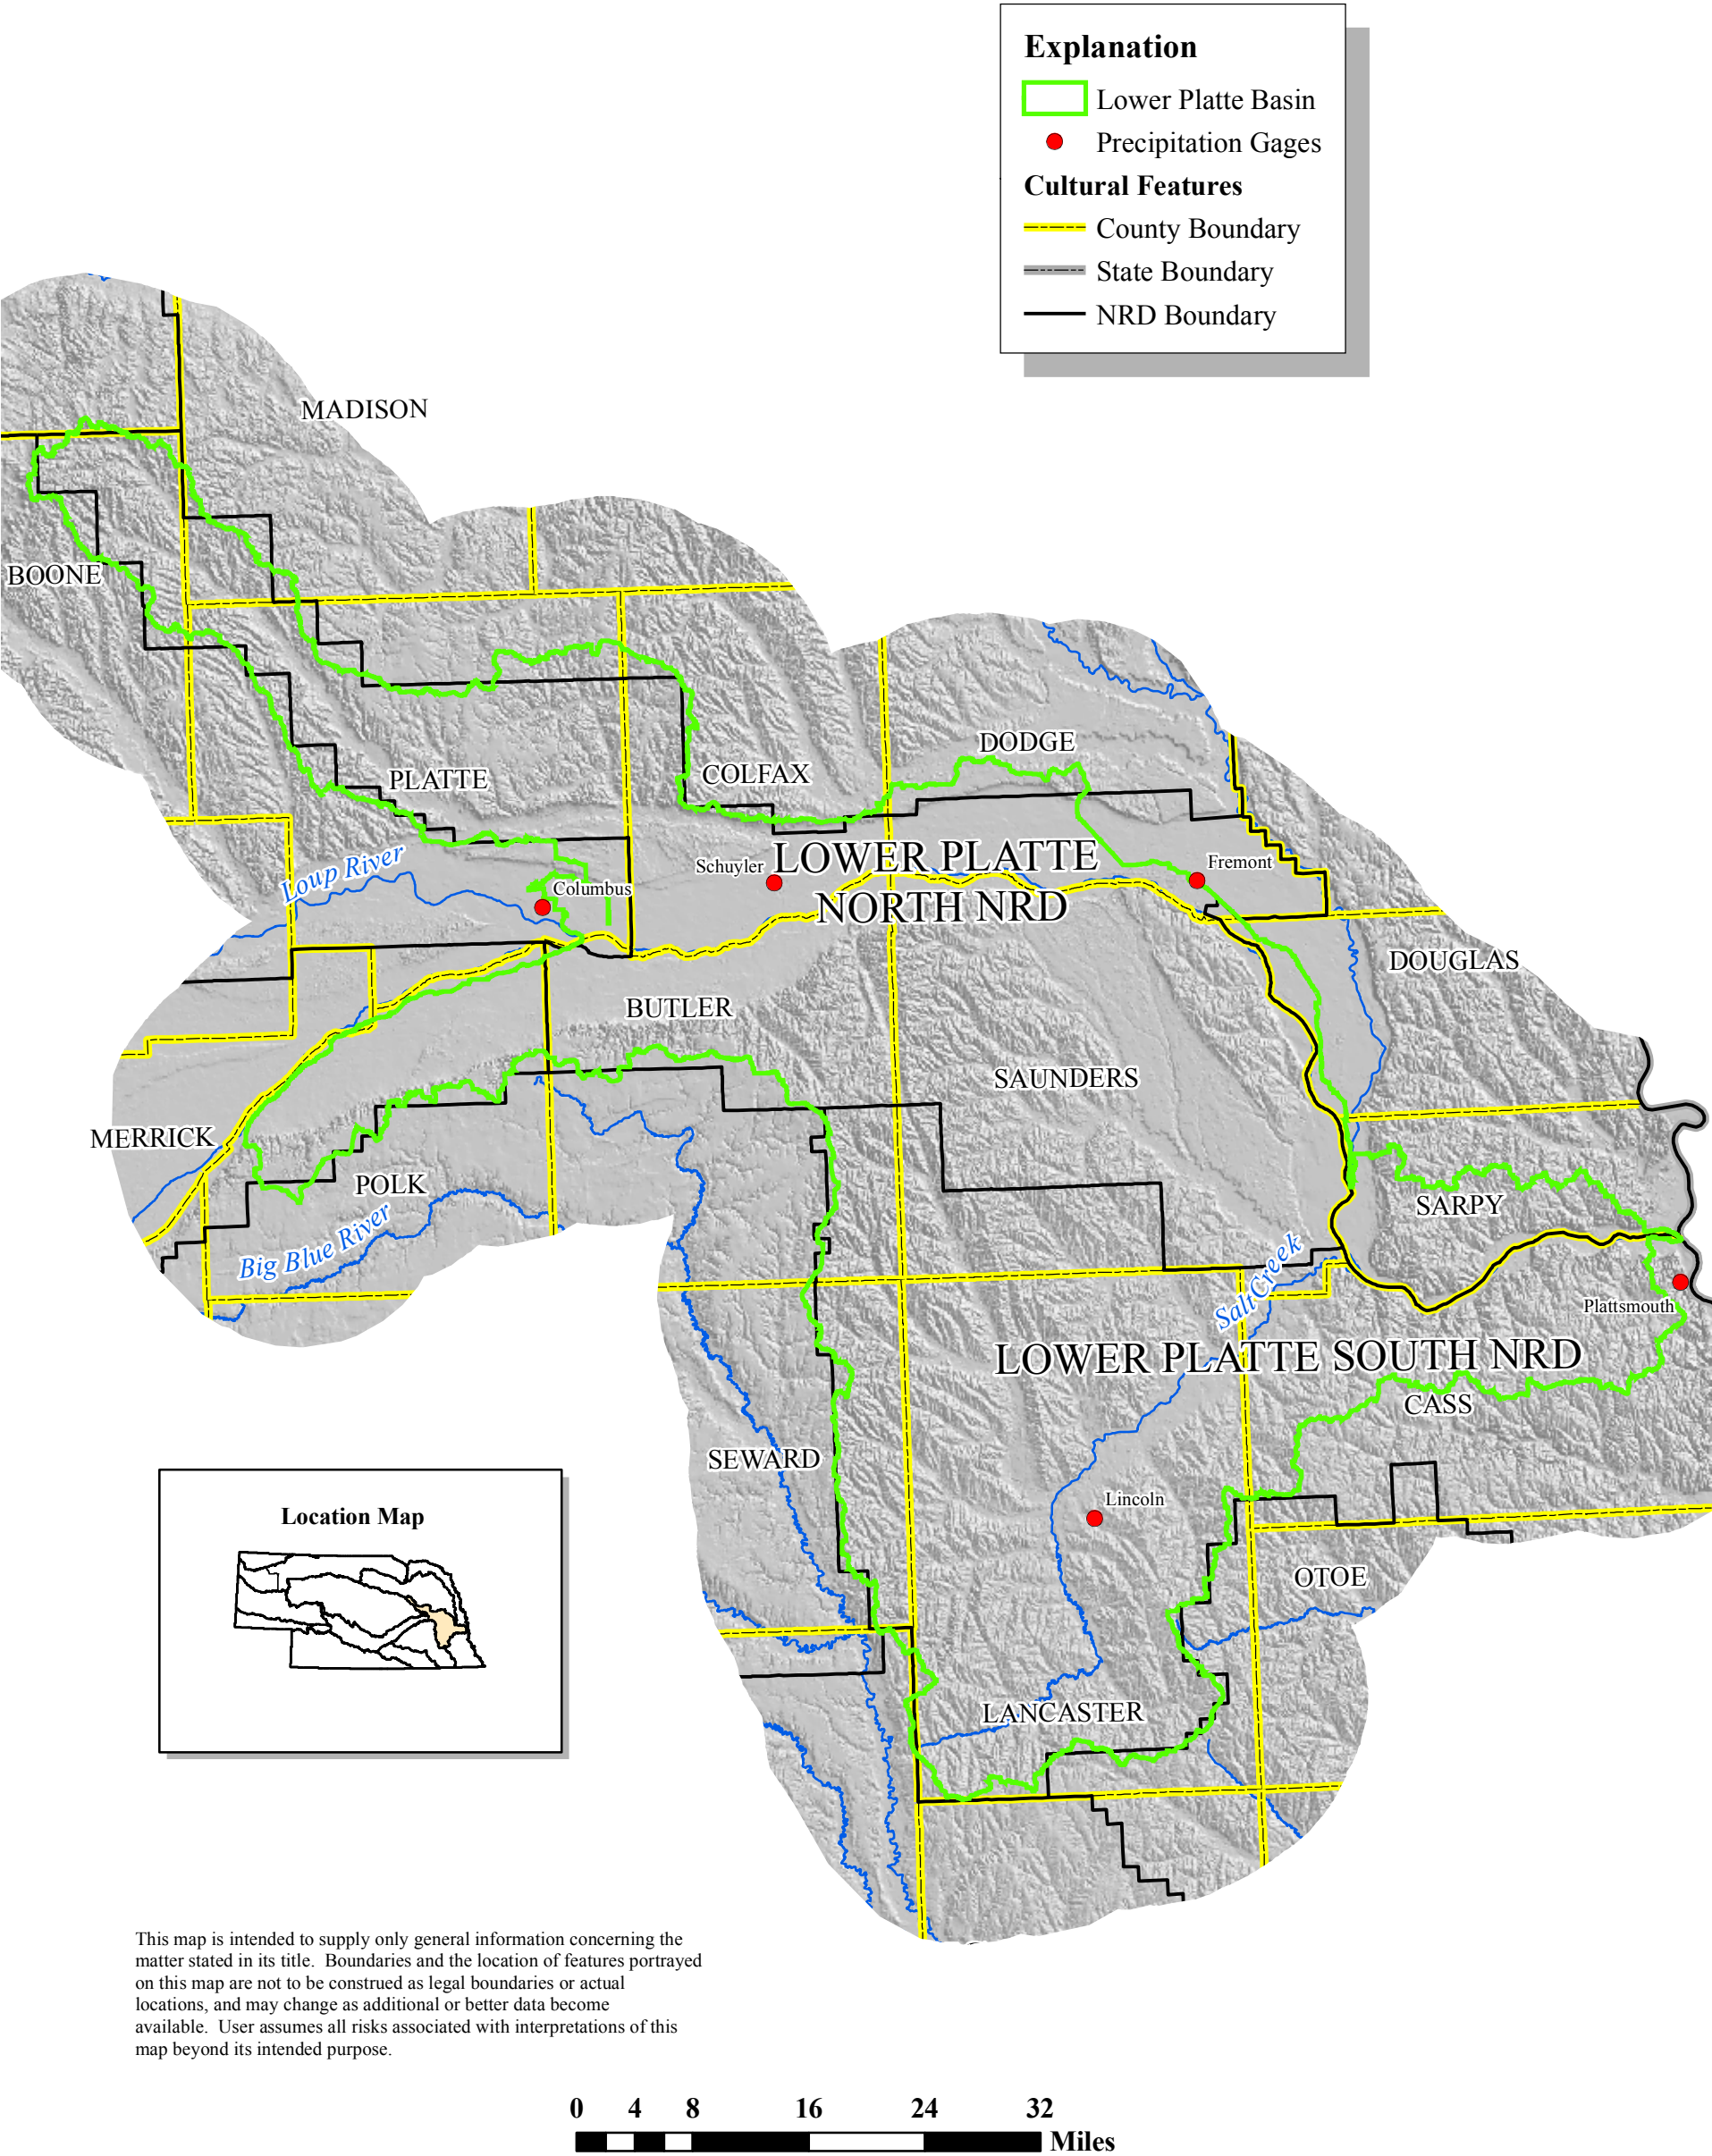 Explanation
Lower Platte Basin
Precipitation Gages
Cultural Features
County Boundary
State Boundary
NRD Boundary
MADISON
BOONE
PLATTE
COLFAX
DODGE
LOWER PLATTE
NORTH NRD
Schuyler
Fremont
Loup River
Columbus
DOUGLAS
BUTLER
SAUNDERS
MERRICK
POLK
SARPY
Big Blue River
Salt Creek
Plattsmouth
LOWER PLATTE SOUTH NRD
CASS
SEWARD
Lincoln
Location Map
OTOE
LANCASTER
This map is intended to supply only general information concerning the
matter stated in its title. Boundaries and the location of features portrayed
on this map are not to be construed as legal boundaries or actual
locations, and may change as additional or better data become
available. User assumes all risks associated with interpretations of this
map beyond its intended purpose.
0 4 8 16 24 32
Miles